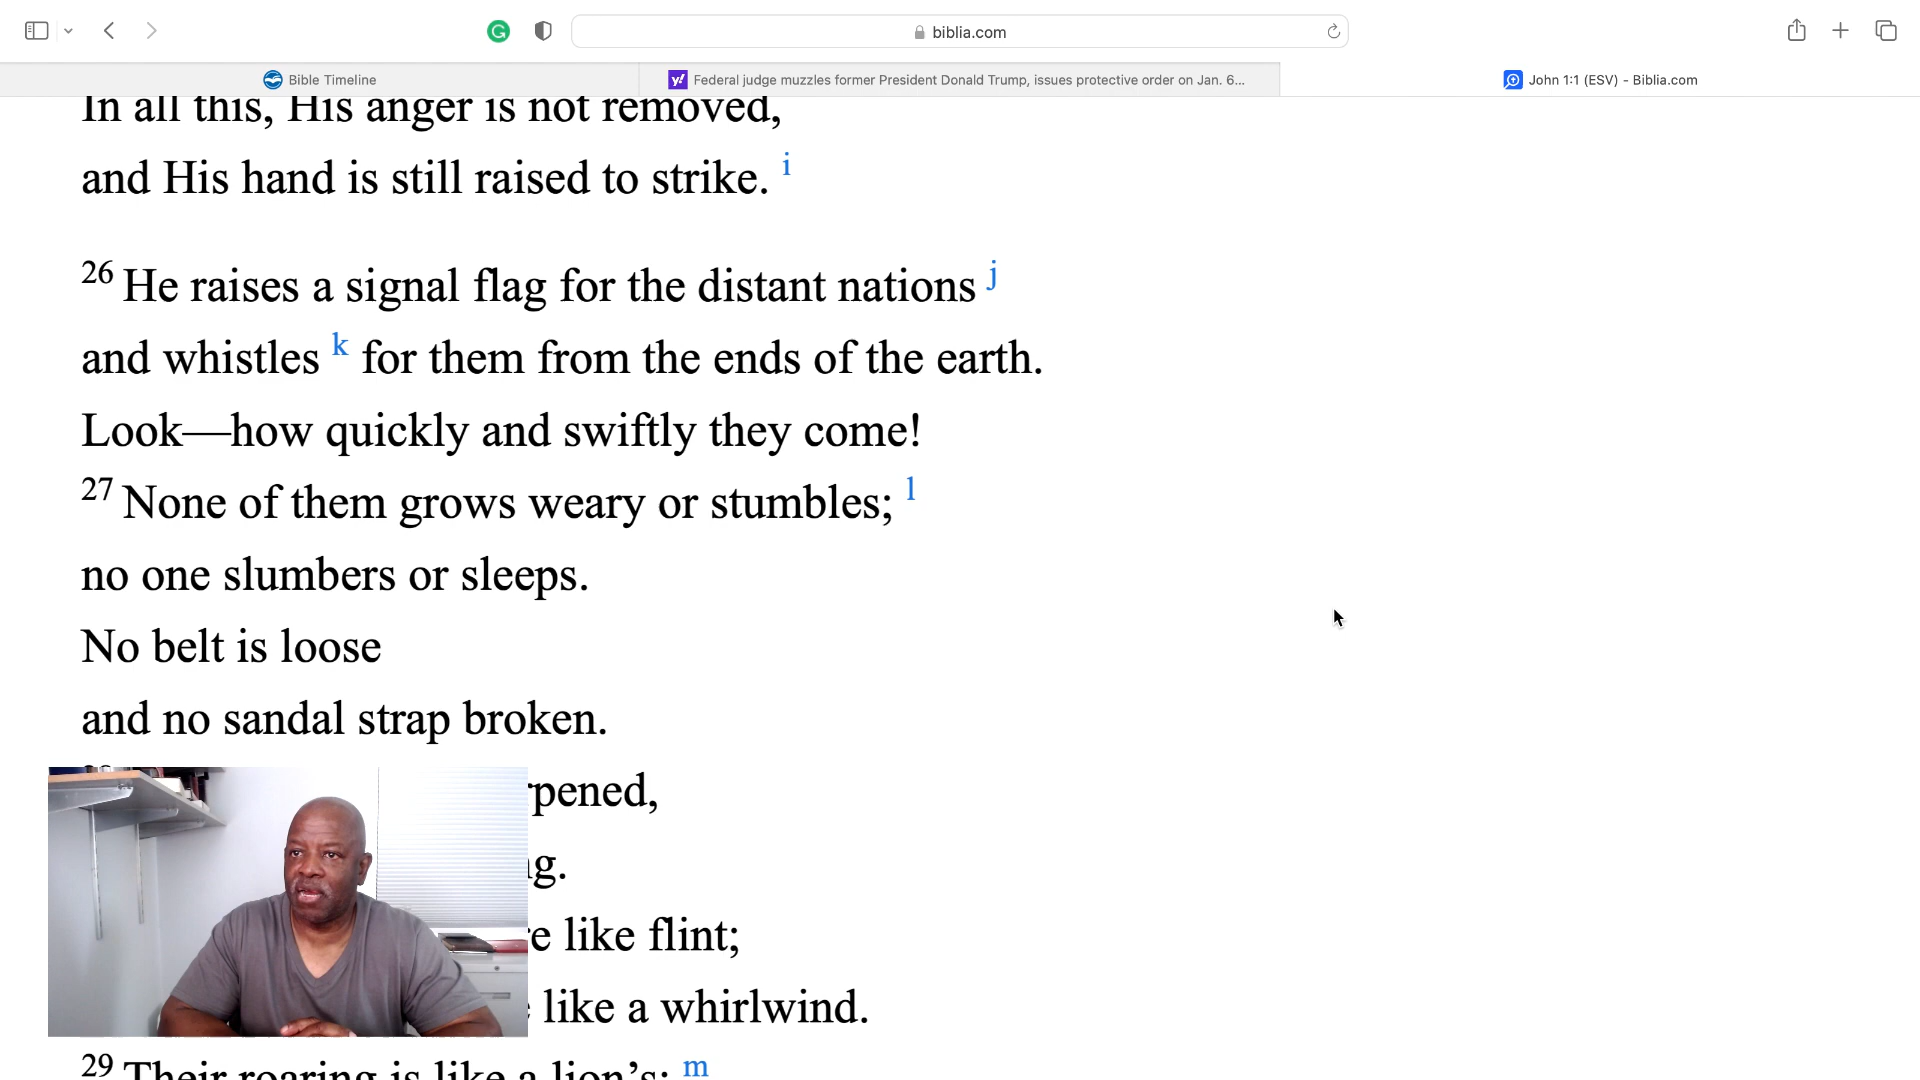 biblia.com
Bible Timeline
Federal judge muzzles former President Donald Trump, issues protective order on Jan. 6...
John 1:1 (ESV) - Biblia.com
In all this, His anger is not removed,
and His hand is still raised to strike. i
26 He raises a signal flag for the distant nations j
and whistles k for them from the ends of the earth.
Look—how quickly and swiftly they come!
27 None of them grows weary or stumbles; l
no one slumbers or sleeps.
No belt is loose
and no sandal strap broken.
rpened,
g.
e like flint;
like a whirlwind.
29 Their roaring is like a lion’s; m